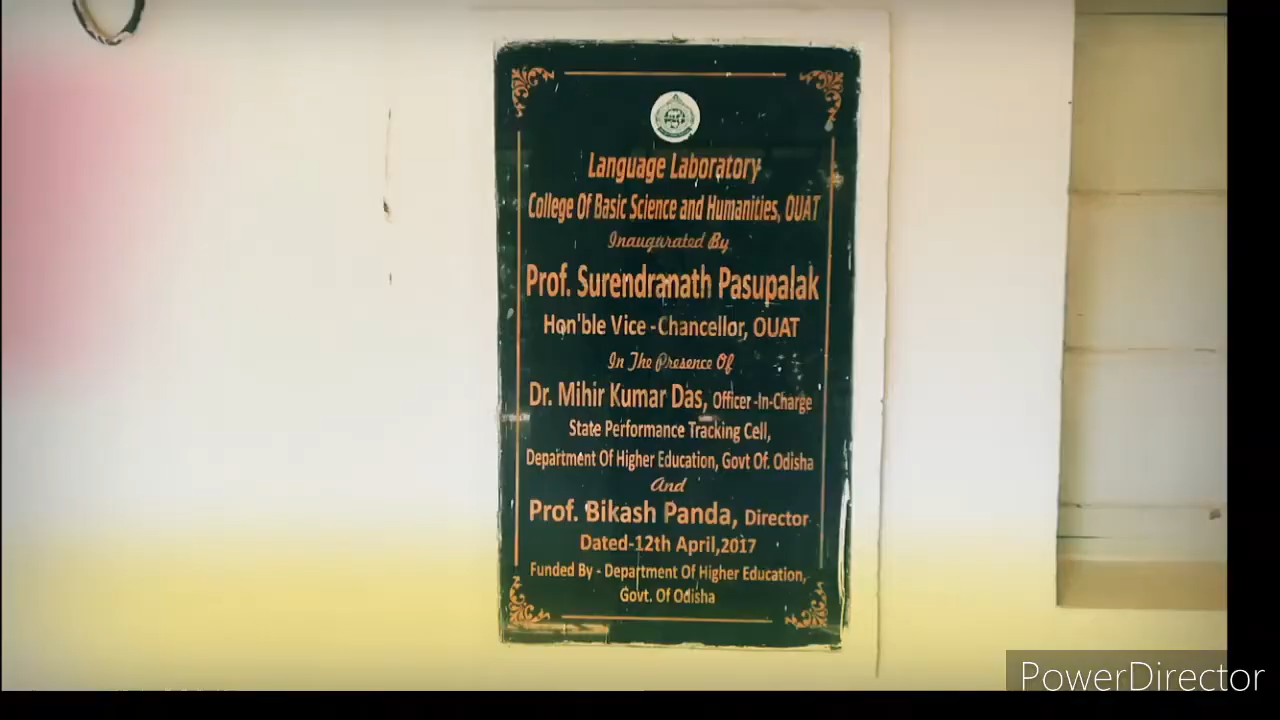 Language Laboratory
College Of Basic Science and Humanities, OUAT
Inaugurated By
Prof. Surendranath Pasupalak
Hon'ble Vice -Chancellor, OUAT
In The Presence Of
Dr. Mihir Kumar Das, Officer -In-Charge
State Performance Tracking Cell,
Department Of Higher Education, Govt Of. Odisha
And
Prof. Bikash Panda, Director
Dated-12th April,2017
Funded By - Department Of Higher Education,
Govt. Of Odisha
PowerDirector